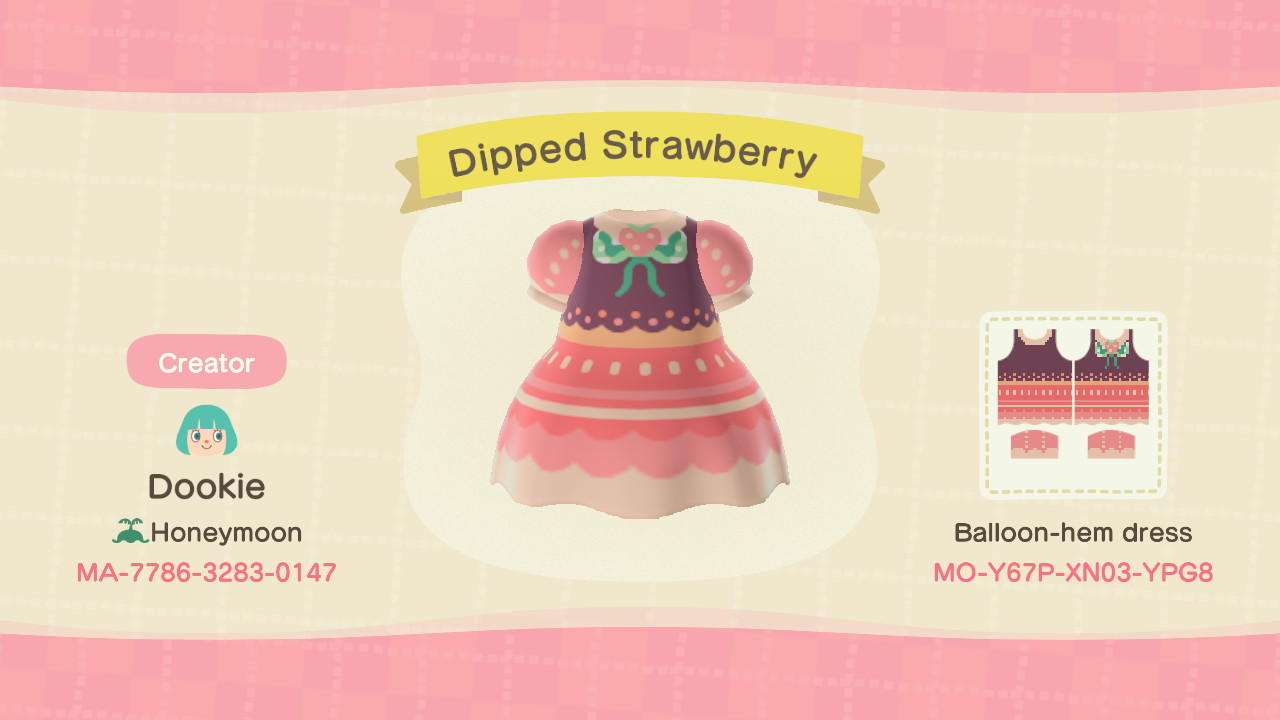 Dipped Strawberry
Creator
Dookie
Honeymoon
MA-7786-3283-0147
Balloon-hem dress
MO-Y67P-XN03-YPG8